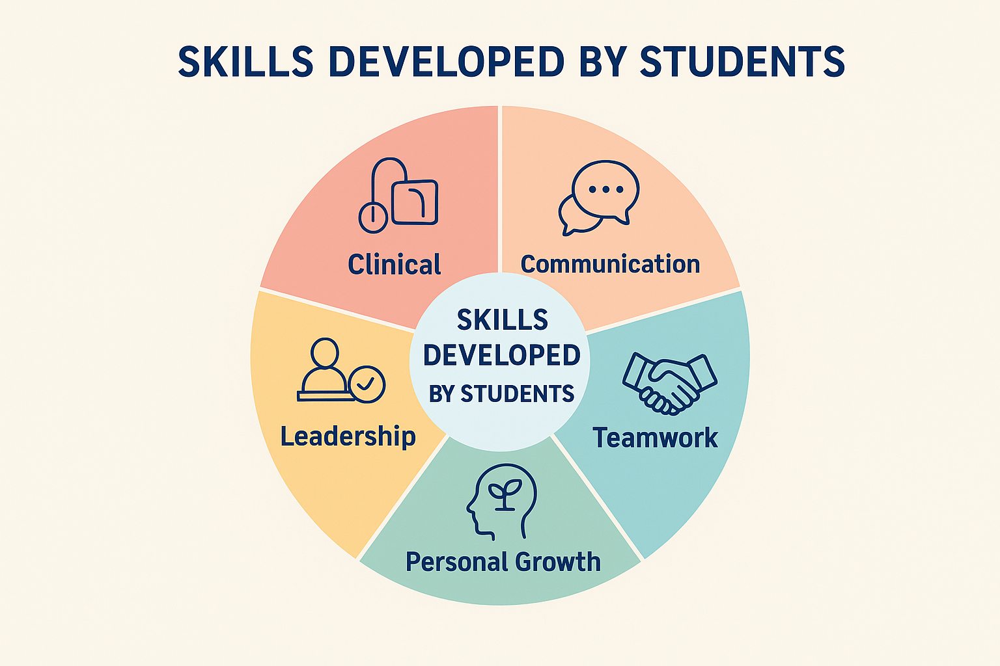 SKILLS DEVELOPED BY STUDENTS
Clinical
Communication
SKILLS
DEVELOPED
BY STUDENTS
Leadership
Teamwork
Personal Growth